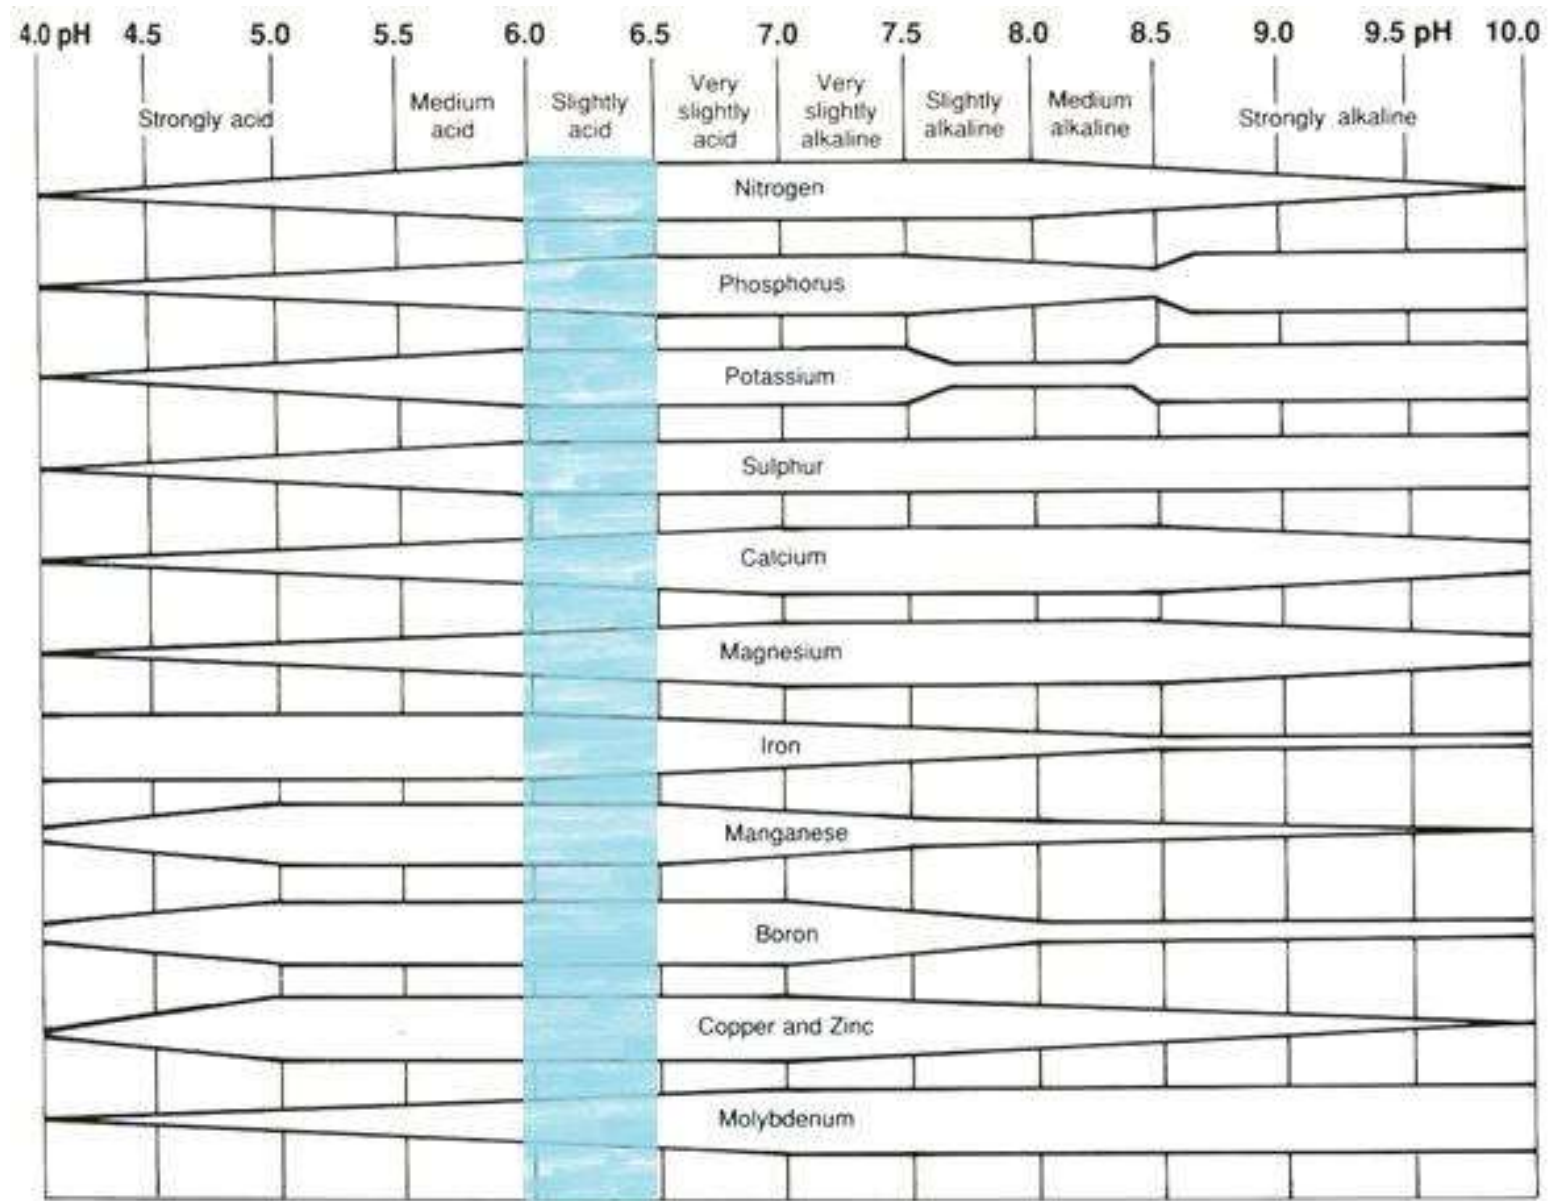 4.0 pH 4.5 5.0 5.5 6.0 6.5 7.0 7.5 8.0 8.5 9.0 9.5 pH 10.0
Strongly acid
Medium
acid
Slightly
acid
Very
slightly
acid
Very
slightly
alkaline
Slightly
alkaline
Medium
alkaline
Strongly alkaline
Nitrogen
Phosphorus
Potassium
Sulphur
Calcium
Magnesium
Iron
Manganese
Boron
Copper and Zinc
Molybdenum